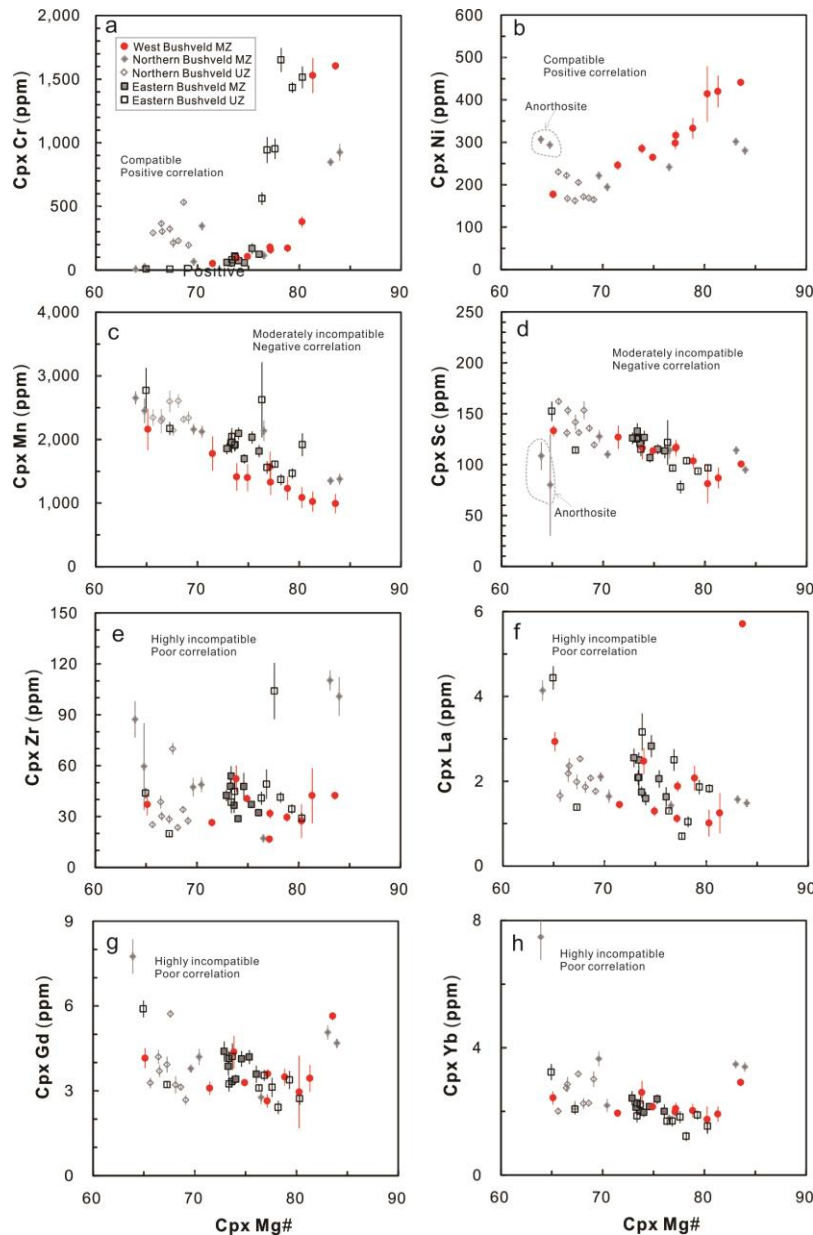 a
West Bushveld MZ
Northern Bushveld MZ
Northern Bushveld UZ
Eastern Bushveld MZ
Eastern Bushveld UZ
Compatible
Positive correlation
Positive
Cpx Cr (ppm)
2,000
1,500
1,000
500
0
60 70 80 90
b
Compatible
Positive correlation
Anorthosite
Cpx Ni (ppm)
600
500
400
300
200
100
0
60 70 80 90
c
Moderately incompatible
Negative correlation
Cpx Mn (ppm)
4,000
3,000
2,000
1,000
0
60 70 80 90
d
Moderately incompatible
Negative correlation
Anorthosite
Cpx Sc (ppm)
250
200
150
100
50
0
60 70 80 90
e
Highly incompatible
Poor correlation
Cpx Zr (ppm)
150
120
90
60
30
0
60 70 80 90
f
Highly incompatible
Poor correlation
Cpx La (ppm)
6
4
2
0
60 70 80 90
g
Highly incompatible
Poor correlation
Cpx Gd (ppm)
9
6
3
0
60 70 80 90
Cpx Mg#
h
Highly incompatible
Poor correlation
Cpx Yb (ppm)
8
4
2
0
60 70 80 90
Cpx Mg#